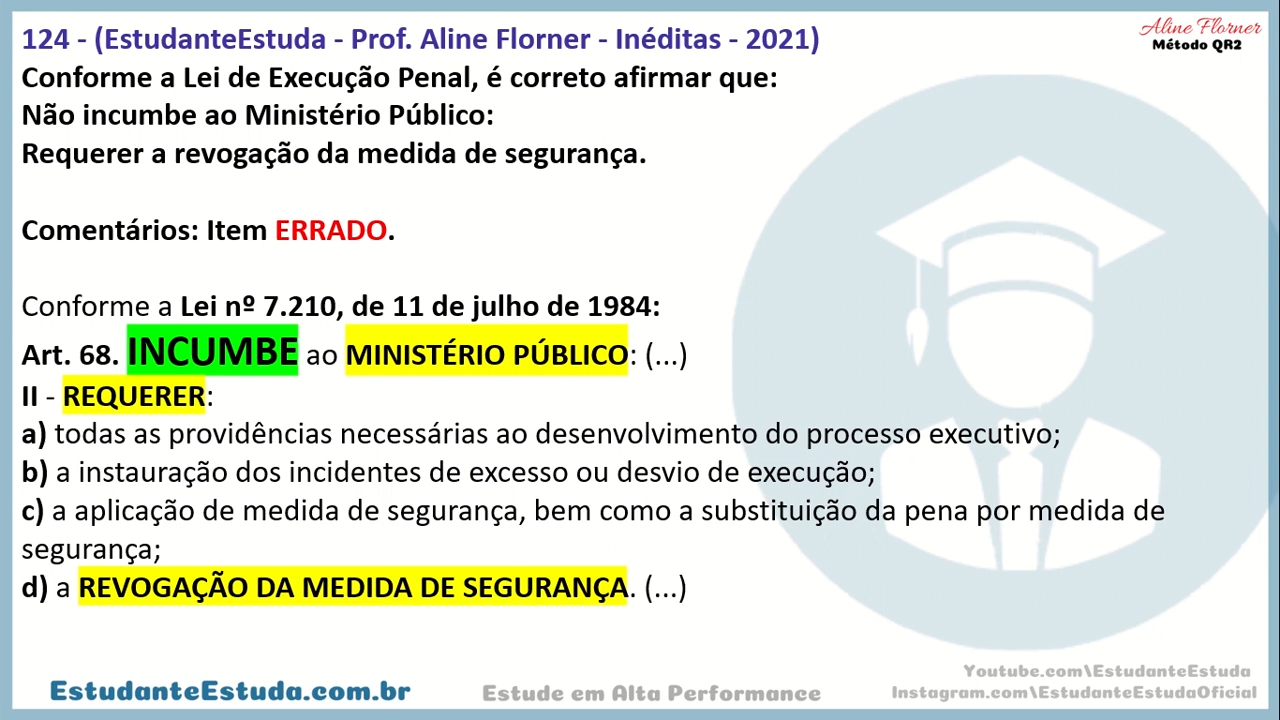 124 - (EstudanteEstuda - Prof. Aline Florner - Inéditas - 2021)
Aline Florner
Método QR2
Conforme a Lei de Execução Penal, é correto afirmar que:
Não incumbe ao Ministério Público:
Requerer a revogação da medida de segurança.
Comentários: Item ERRADO.
Conforme a Lei nº 7.210, de 11 de julho de 1984:
Art. 68. INCUMBE ao MINISTÉRIO PÚBLICO: (...)
II - REQUERER:
a) todas as providências necessárias ao desenvolvimento do processo executivo;
b) a instauração dos incidentes de excesso ou desvio de execução;
c) a aplicação de medida de segurança, bem como a substituição da pena por medida de
segurança;
d) a REVOGAÇÃO DA MEDIDA DE SEGURANÇA. (...)
EstudanteEstuda.com.br
Estude em Alta Performance
Youtube.com\EstudanteEstuda
Instagram.com\EstudanteEstudaOficial